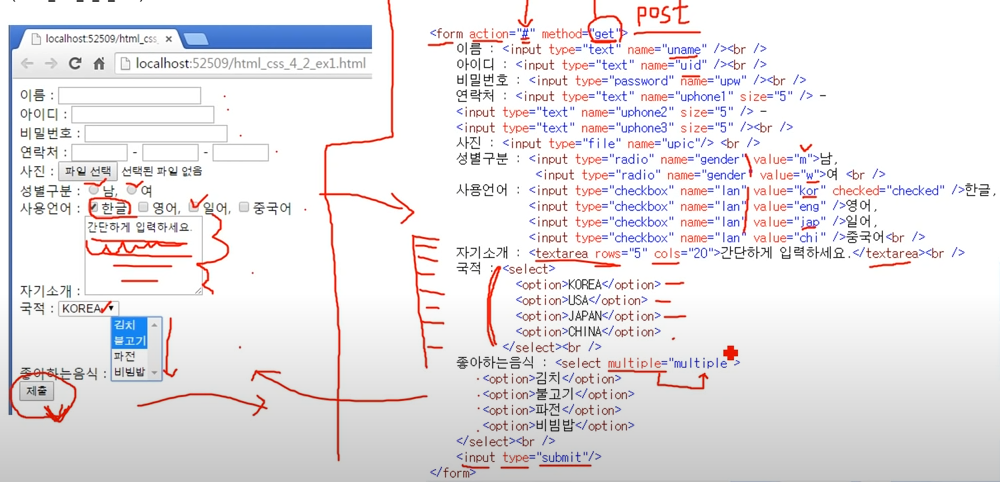 localhost:52509/html_css_
localhost:52509/html_css_4_2_ex1.html
이름 :
아이디 :
비밀번호 :
연락처 : - -
사진 : 파일 선택 선택된 파일 없음
성별구분 : 남, 여
사용언어 : 한글, 영어, 일어, 중국어
간단하게 입력하세요.
자기소개 :
국적 : KOREA
김치
불고기
파전
비빔밥
좋아하는음식 :
제출
post
<form action="#" method="get">
이름 : <input type="text" name="uname" /><br />
아이디 : <input type="text" name="uid" /><br />
비밀번호 : <input type="password" name="upw" /><br />
연락처 : <input type="text" name="uphone1" size="5" /> -
<input type="text" name="uphone2" size="5" /> -
<input type="text" name="uphone3" size="5" /><br />
사진 : <input type="file" name="upic"/> <br />
성별구분 : <input type="radio" name="gender" value="m">남,
<input type="radio" name="gender" value="w">여 <br />
사용언어 : <input type="checkbox" name="lan" value="kor" checked="checked" />한글,
<input type="checkbox" name="lan" value="eng" />영어,
<input type="checkbox" name="lan" value="jap" />일어,
<input type="checkbox" name="lan" value="chi" />중국어<br />
자기소개 : <textarea rows="5" cols="20">간단하게 입력하세요.</textarea><br />
국적 : <select>
<option>KOREA</option>
<option>USA</option>
<option>JAPAN</option>
<option>CHINA</option>
</select><br />
좋아하는음식 : <select multiple="multiple">
<option>김치</option>
<option>불고기</option>
<option>파전</option>
<option>비빔밥</option>
</select><br />
<input type="submit"/>
</form>